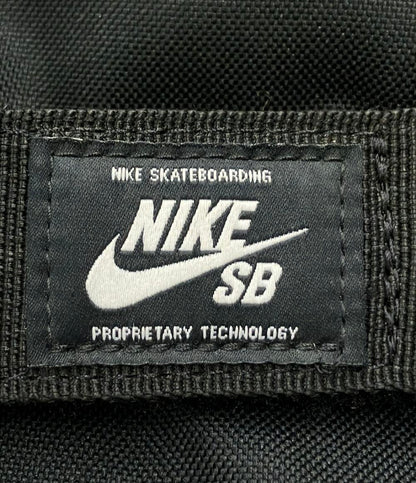 NIKE SKATEBOARDING
NIKE
SB
PROPRIETARY TECHNOLOGY